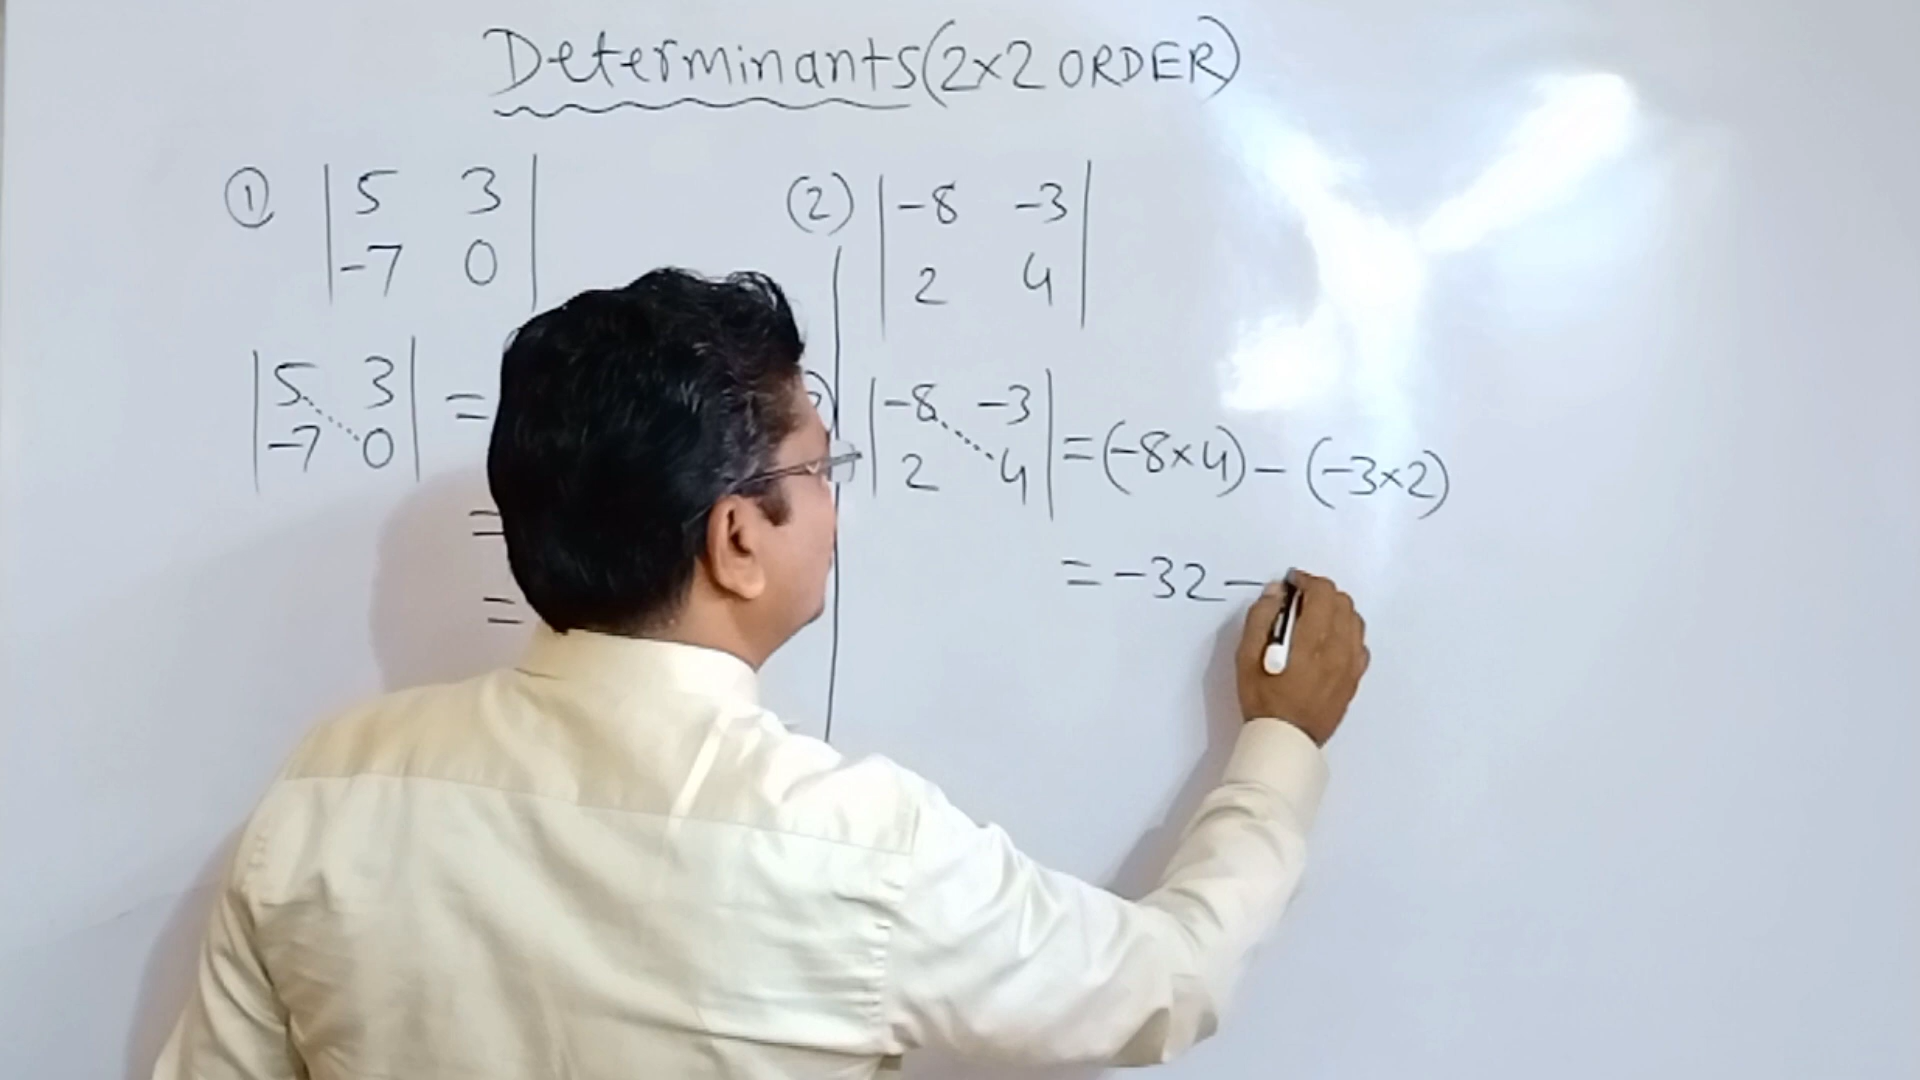 Determinants(2×2 ORDER)
① | 5 3 |
| -7 0 |
| 5 3 | =
| -7 0 |
=
=
(2) | -8 -3 |
| 2 4 |
| -8 -3 | = (-8×4) - (-3×2)
| 2 4 |
= -32 -